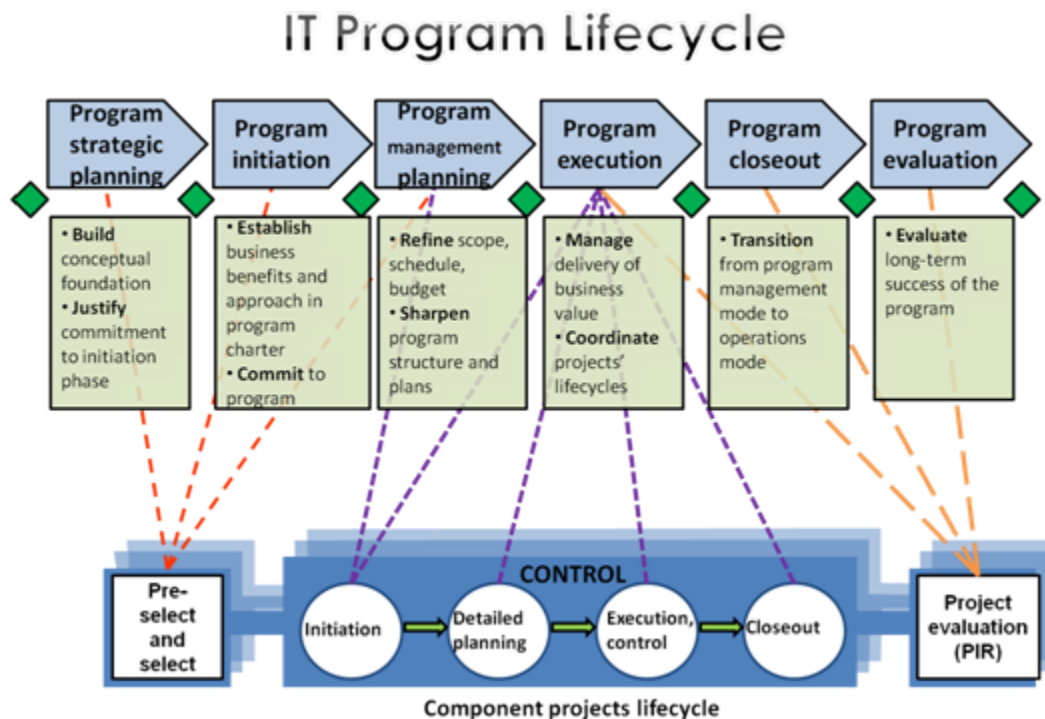 IT Program Lifecycle
Program
strategic
planning
Program
initiation
Program
management
planning
Program
execution
Program
closeout
Program
evaluation
• Build
conceptual
foundation
• Justify
commitment
to initiation
phase
• Establish
business
benefits and
approach in
program
charter
• Commit to
program
• Refine scope,
schedule,
budget
• Sharpen
program
structure and
plans
• Manage
delivery of
business
value
• Coordinate
projects’
lifecycles
• Transition
from program
management
mode to
operations
mode
• Evaluate
long-term
success of the
program
Pre-
select
and
select
CONTROL
Initiation
Detailed
planning
Execution,
control
Closeout
Project
evaluation
(PIR)
Component projects lifecycle